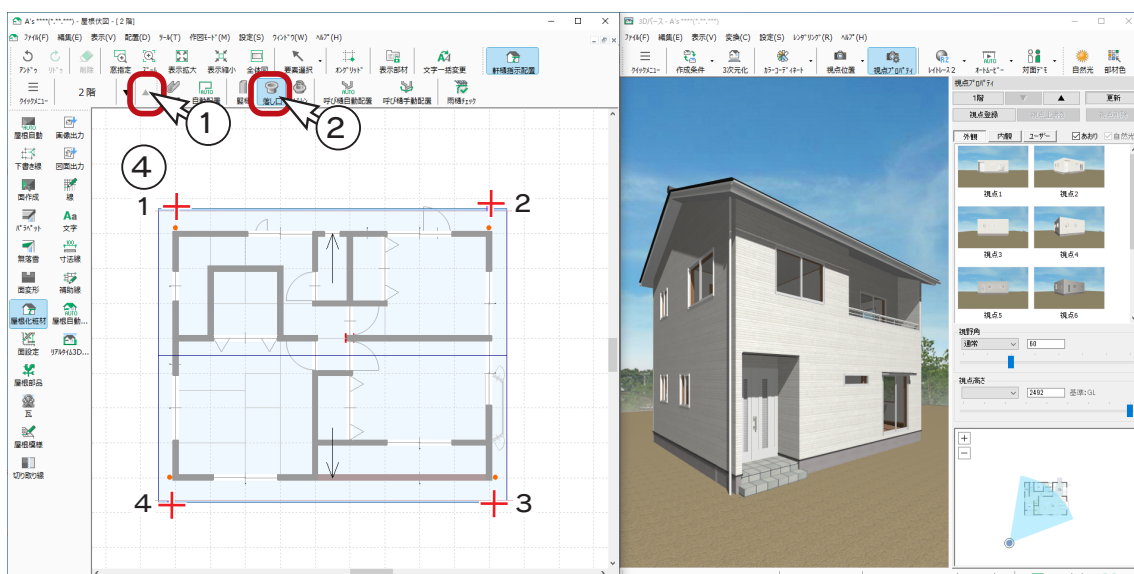 A's ****(*.**.***) - 屋根伏図 - [２階]
ﾌｧｲﾙ(F) 編集(E) 表示(V) 配置(D) ﾂｰﾙ(T) 作図ﾓｰﾄﾞ(M) 設定(S) ｳｨﾝﾄﾞｳ(W) ﾍﾙﾌﾟ(H)
ｱﾝﾄﾞｩ ﾘﾄﾞｩ 削除 窓指定 ｽﾞｰﾑ 表示拡大 表示縮小 全体図 要素選択 ｵﾝｸﾞﾘｯﾄﾞ 表示部材 文字一括変更 軒樋指示配置
ｸｲｯｸﾒﾆｭｰ 2 階 自動配置 竪樋 落し口 呼び樋自動配置 呼び樋手動配置 雨樋ﾁｪｯｸ
1
2
屋根自動 画像出力
下書き線 図面出力
面作成 線
ﾊﾟﾗﾍﾟｯﾄ 文字
無落雪 寸法線
面変形 補助線
屋根化粧材 屋根自動...
面設定 ﾘｱﾙﾀｲﾑ3D...
屋根部品
瓦
屋根模様
切り取り線
4
1
2
4
3
3Dﾊﾟｰｽ - A's ****(*.**.***)
ﾌｧｲﾙ(F) 編集(E) 表示(V) 変換(C) 設定(S) ﾚﾝﾀﾞﾘﾝｸﾞ(R) ﾍﾙﾌﾟ(H)
ｸｲｯｸﾒﾆｭｰ 作成条件 3次元化 ｶﾗｰｺｰﾃﾞｨﾈｰﾄ 視点位置 視点ﾌﾟﾛﾊﾟﾃｨ ﾚｲﾄﾚｰｽ2 ｵｰﾄﾑｰﾋﾞｰ 対面ﾃﾞﾓ 自然光 部材色
視点ﾌﾟﾛﾊﾟﾃｨ
1階 ▼ ▲ 更新
視点登録
外観 内観 ﾕｰｻﾞｰ あおり 自然光
視点1 視点2
視点3 視点4
視点5 視点6
視野角
通常 60
視点高さ
2492 基準:GL